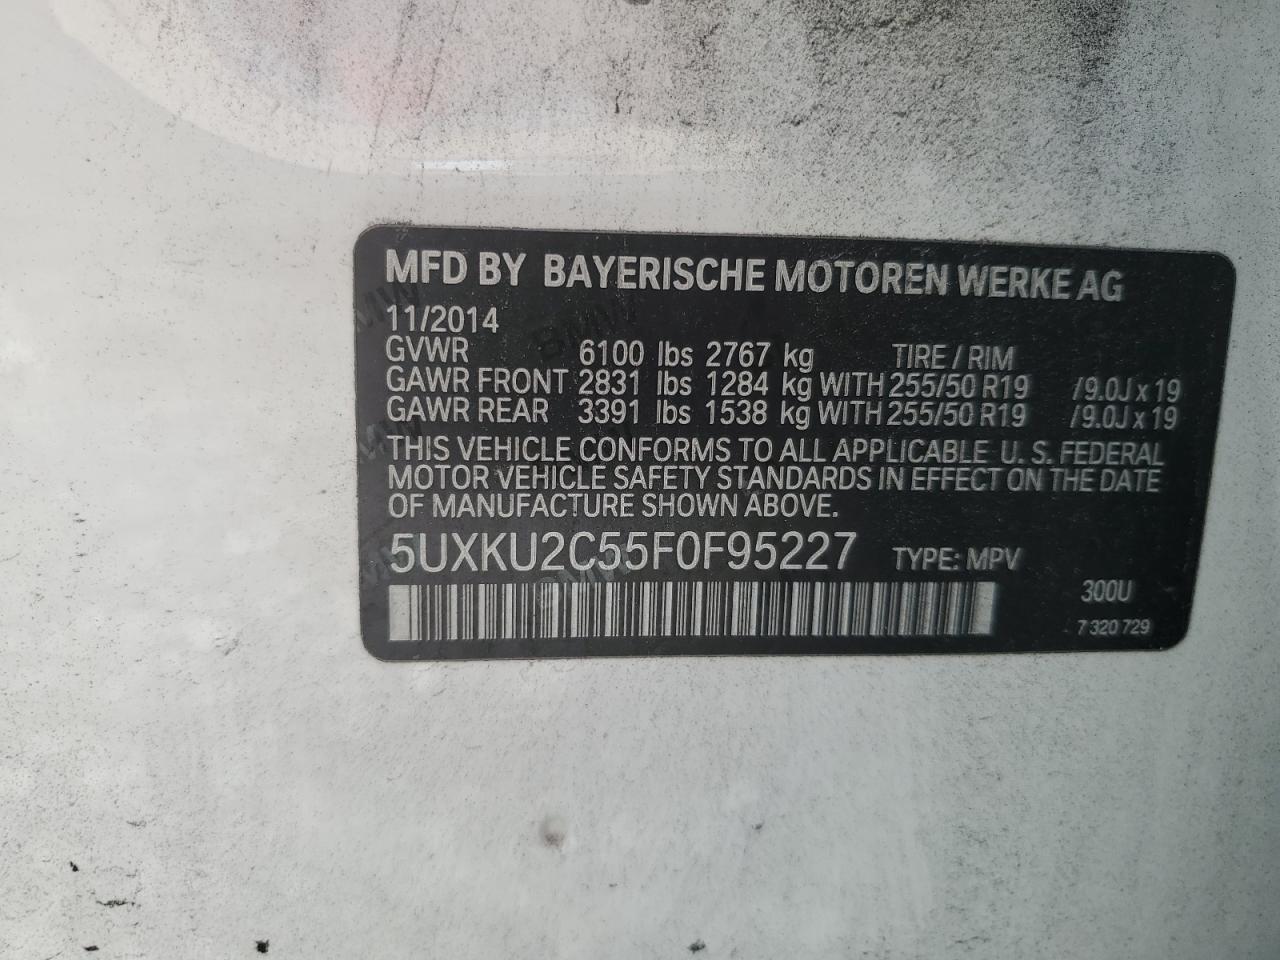 MFD BY BAYERISCHE MOTOREN WERKE AG
11/2014
GVWR 6100 lbs 2767 kg TIRE / RIM
GAWR FRONT 2831 lbs 1284 kg WITH 255/50 R19 /9.0J x 19
GAWR REAR 3391 lbs 1538 kg WITH 255/50 R19 /9.0J x 19
THIS VEHICLE CONFORMS TO ALL APPLICABLE U. S. FEDERAL
MOTOR VEHICLE SAFETY STANDARDS IN EFFECT ON THE DATE
OF MANUFACTURE SHOWN ABOVE.
5UXKU2C55F0F95227 TYPE: MPV
300U
7 320 729